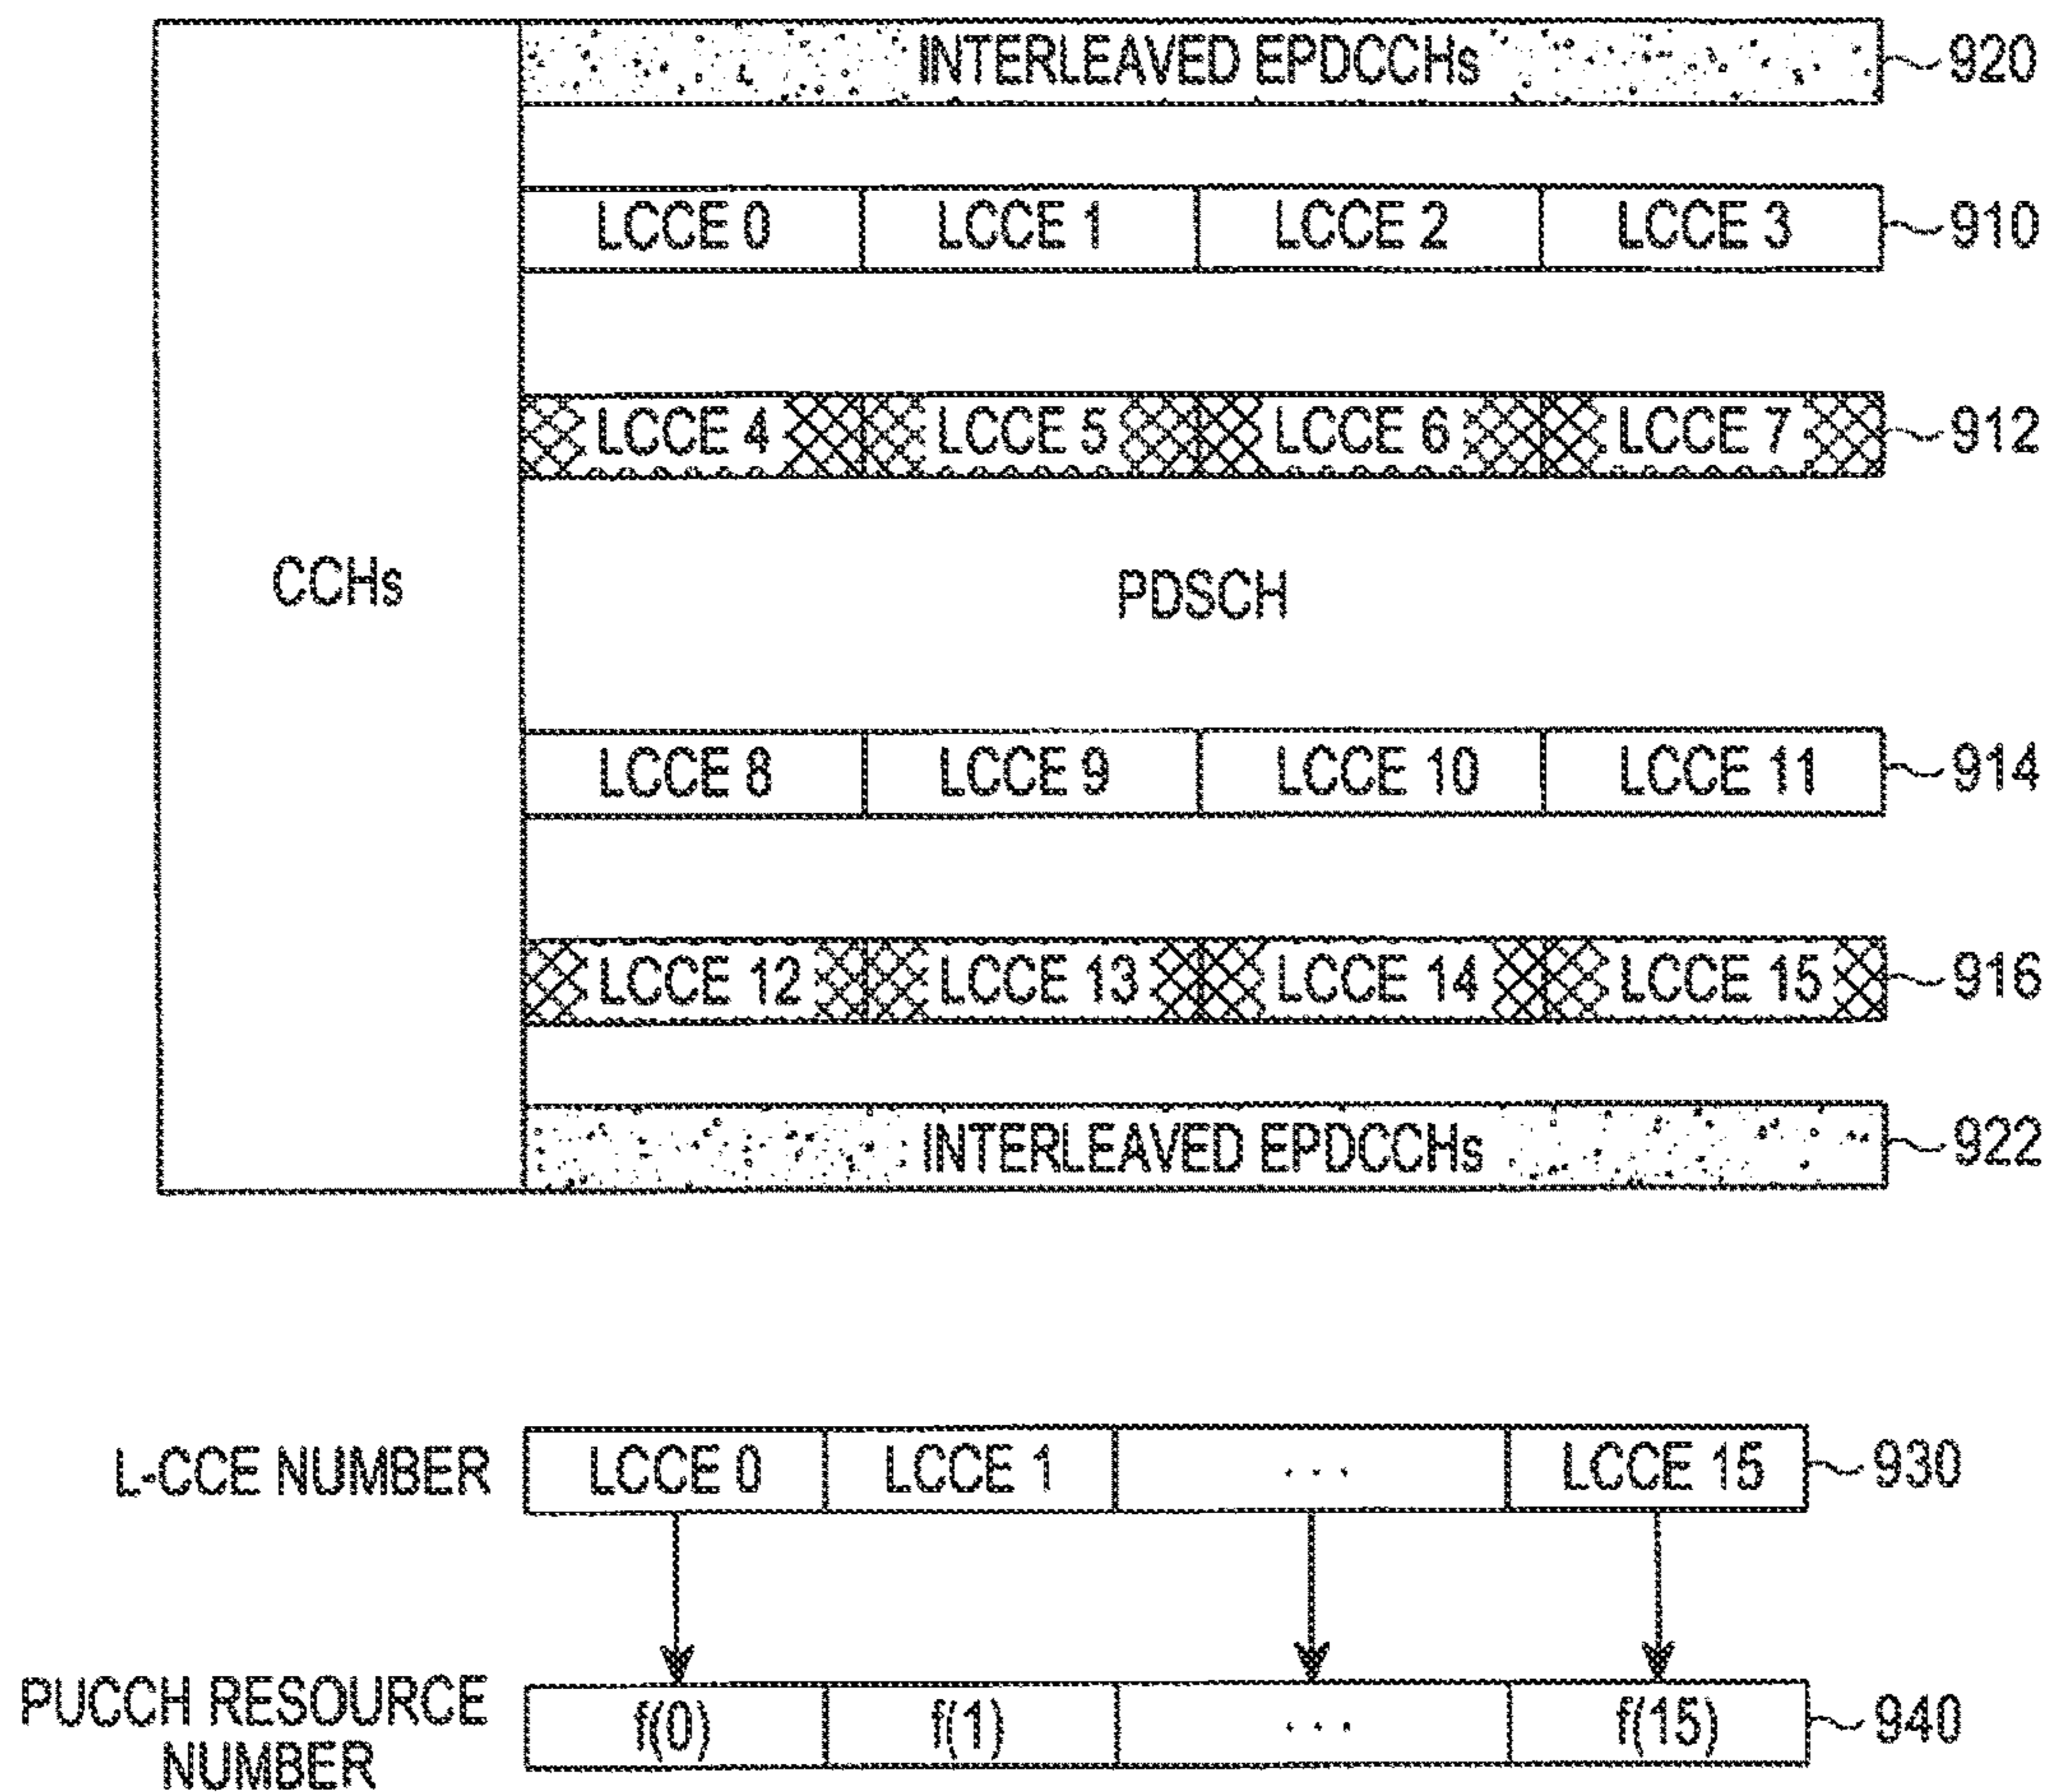 INTERLEAVED EPDCCHs 920
LCCE 0 LCCE 1 LCCE 2 LCCE 3 910
LCCE 4 LCCE 5 LCCE 6 LCCE 7 912
CCHs PDSCH
LCCE 8 LCCE 9 LCCE 10 LCCE 11 914
LCCE 12 LCCE 13 LCCE 14 LCCE 15 916
INTERLEAVED EPDCCHs 922
L-CCE NUMBER LCCE 0 LCCE 1 ... LCCE 15 930
PUCCH RESOURCE
NUMBER f(0) f(1) ... f(15) 940